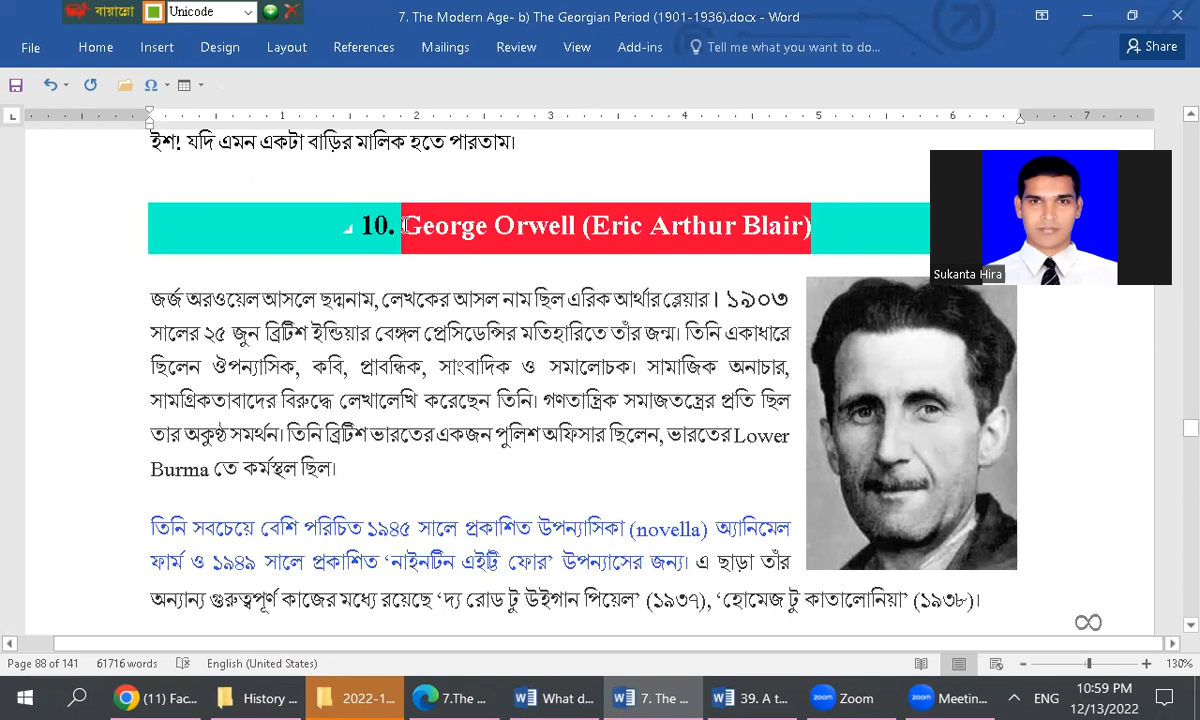 বায়ান্নো Unicode 7. The Modern Age- b) The Georgian Period (1901-1936).docx - Word
File Home Insert Design Layout References Mailings Review View Add-ins Tell me what you want to do... Share
1 2 3 4 5 6 7
ইশ! যদি এমন একটা বাড়ির মালিক হতে পারতাম।
10. George Orwell (Eric Arthur Blair)
Sukanta Hira
জর্জ অরওয়েল আসলে ছদ্মনাম, লেখকের আসল নাম ছিল এরিক আর্থার ব্লেয়ার। ১৯০৩
সালের ২৫ জুন ব্রিটিশ ইন্ডিয়ার বেঙ্গল প্রেসিডেন্সির মতিহারিতে তাঁর জন্ম। তিনি একাধারে
ছিলেন ঔপন্যাসিক, কবি, প্রাবন্ধিক, সাংবাদিক ও সমালোচক। সামাজিক অনাচার,
সামগ্রিকতাবাদের বিরুদ্ধে লেখালেখি করেছেন তিনি। গণতান্ত্রিক সমাজতন্ত্রের প্রতি ছিল
তার অকুণ্ঠ সমর্থন। তিনি ব্রিটিশ ভারতের একজন পুলিশ অফিসার ছিলেন, ভারতের Lower
Burma তে কর্মস্থল ছিল।
তিনি সবচেয়ে বেশি পরিচিত ১৯৪৫ সালে প্রকাশিত উপন্যাসিকা (novella) অ্যানিমেল
ফার্ম ও ১৯৪৯ সালে প্রকাশিত ‘নাইনটিন এইট্টি ফোর’ উপন্যাসের জন্য। এ ছাড়া তাঁর
অন্যান্য গুরুত্বপূর্ণ কাজের মধ্যে রয়েছে ‘দ্য রোড টু উইগান পিয়েল’ (১৯৩৭), ‘হোমেজ টু কাতালোনিয়া’ (১৯৩৮)।
Page 88 of 141 61716 words English (United States) 130%
(11) Fac... History ... 2022-1... 7.The ... What d... 7. The ... 39. A t... Zoom Meetin... ENG 10:59 PM
12/13/2022